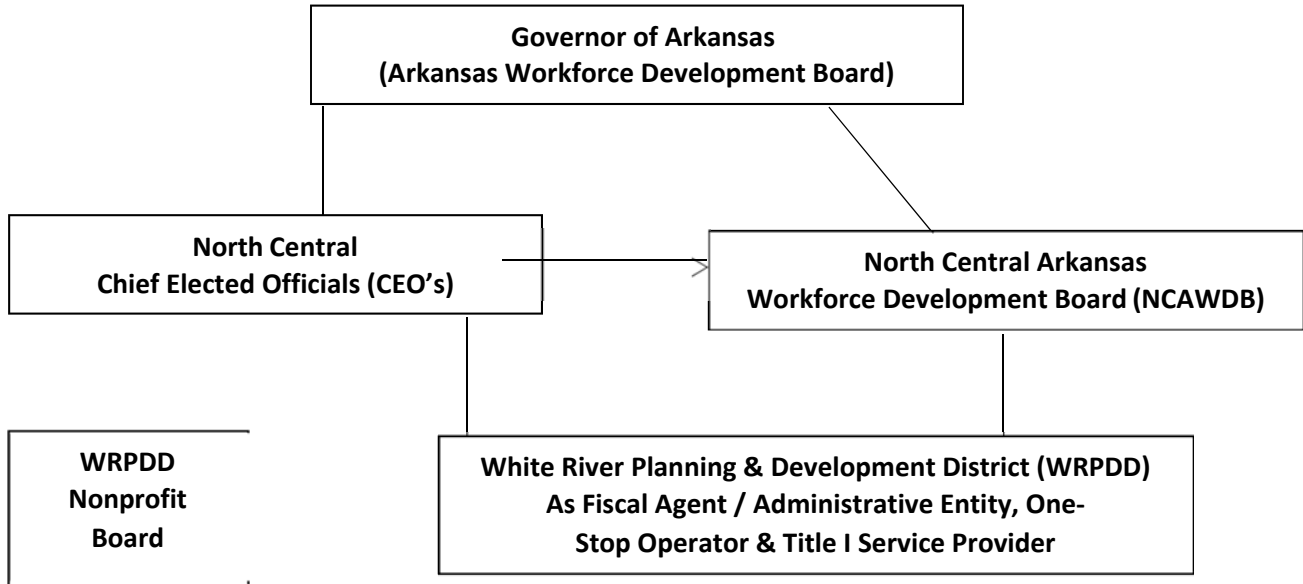 Governor of Arkansas
(Arkansas Workforce Development Board)
North Central
Chief Elected Officials (CEO’s)
North Central Arkansas
Workforce Development Board (NCAWDB)
WRPDD
Nonprofit
Board
White River Planning & Development District (WRPDD)
As Fiscal Agent / Administrative Entity, One-
Stop Operator & Title I Service Provider